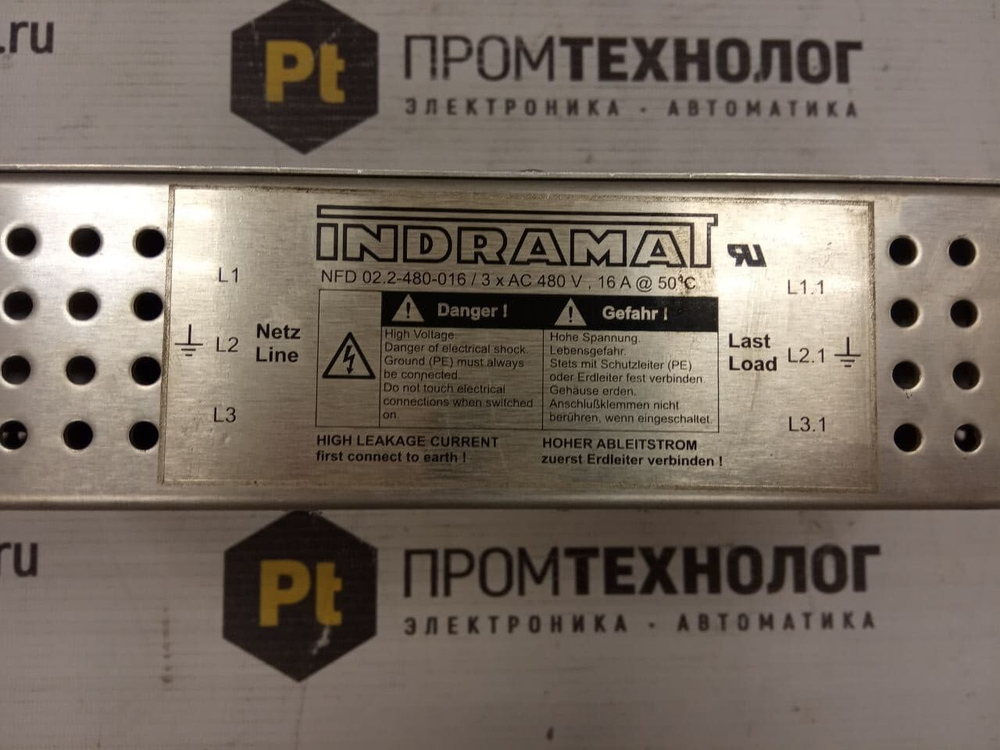 .ru
Pt
ПРОМТЕХНОЛОГ
ЭЛЕКТРОНИКА - АВТОМАТИКА
INDRAMAT
NFD 02.2-480-016 / 3 x AC 480 V , 16 A @ 50°C
L1
L2
L3
Netz
Line
Danger !
High Voltage.
Danger of electrical shock.
Ground (PE) must always
be connected.
Do not touch electrical
connections when switched
on.
Gefahr !
Hohe Spannung.
Lebensgefahr.
Stets mit Schutzleiter (PE)
oder Erdleiter fest verbinden.
Gehäuse erden.
Anschlußklemmen nicht
berühren, wenn eingeschaltet.
HIGH LEAKAGE CURRENT
first connect to earth !
HOHER ABLEITSTROM
zuerst Erdleiter verbinden !
Last
Load
L1.1
L2.1
L3.1
.ru
Pt
ПРОМТЕХНОЛОГ
ЭЛЕКТРОНИКА - АВТОМАТИКА